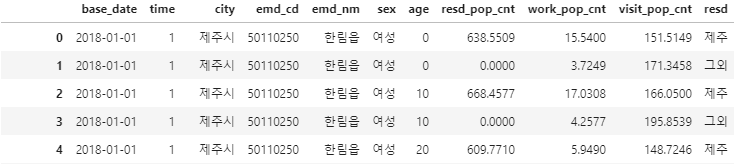 base_date time city emd_cd emd_nm sex age resd_pop_cnt work_pop_cnt visit_pop_cnt resd
0 2018-01-01 1 제주시 50110250 한림읍 여성 0 638.5509 15.5400 151.5149 제주
1 2018-01-01 1 제주시 50110250 한림읍 여성 0 0.0000 3.7249 171.3458 그외
2 2018-01-01 1 제주시 50110250 한림읍 여성 10 668.4577 17.0308 166.0500 제주
3 2018-01-01 1 제주시 50110250 한림읍 여성 10 0.0000 4.2577 195.8539 그외
4 2018-01-01 1 제주시 50110250 한림읍 여성 20 609.7710 5.9490 148.7246 제주